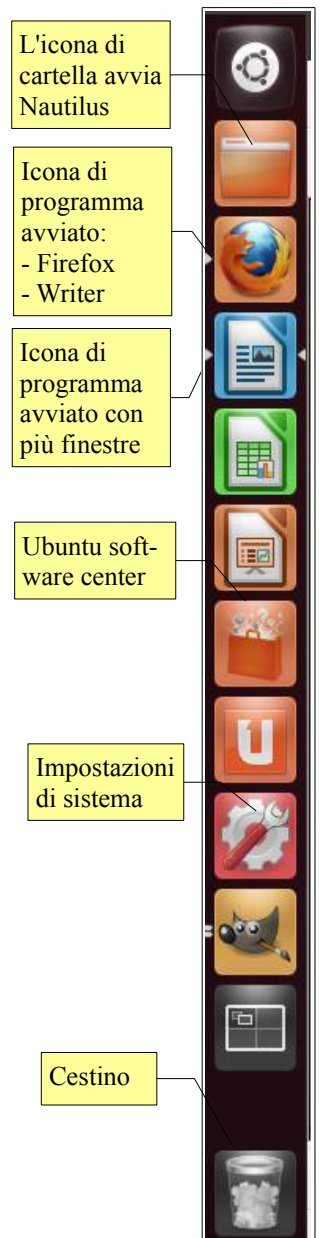 L'icona di
cartella avvia
Nautilus
Icona di
programma
avviato:
- Firefox
- Writer
Icona di
programma
avviato con
più finestre
Ubuntu soft-
ware center
Impostazioni
di sistema
Cestino